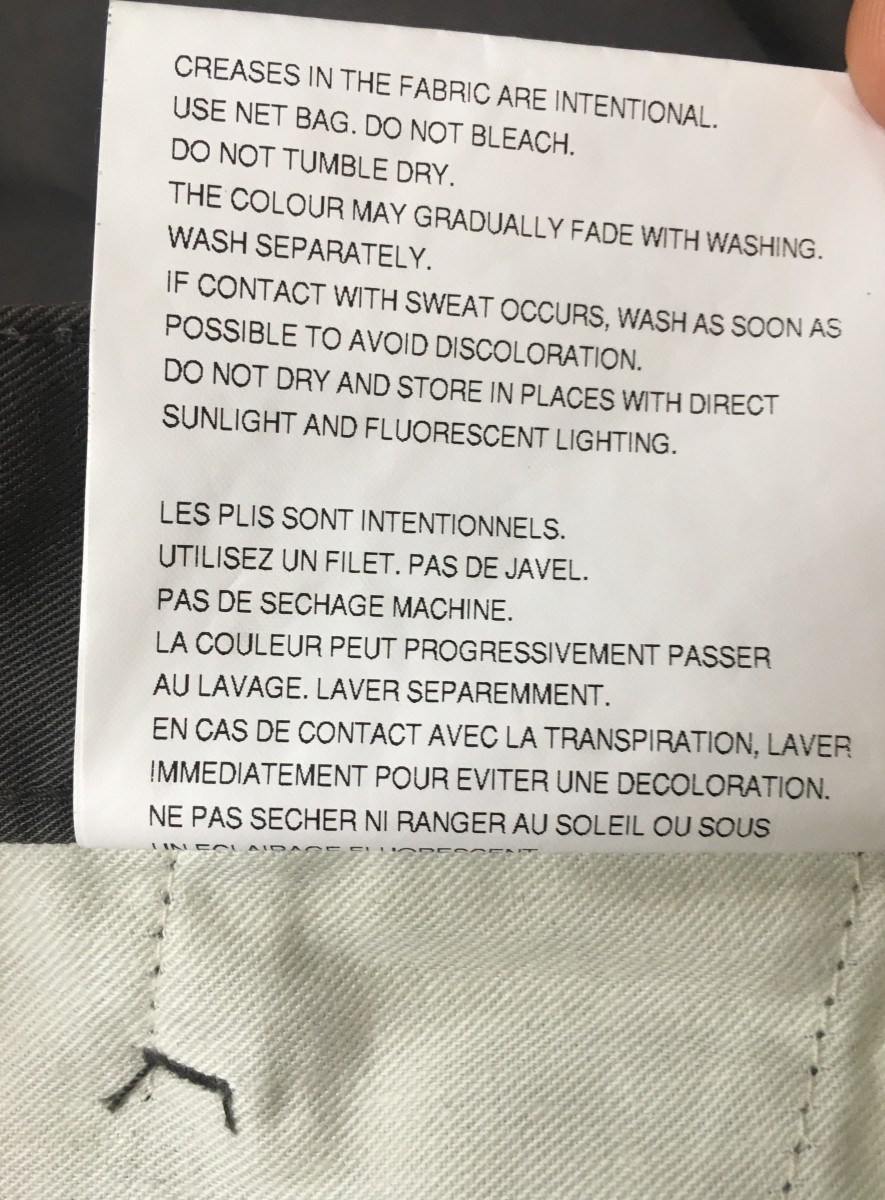 CREASES IN THE FABRIC ARE INTENTIONAL.
USE NET BAG. DO NOT BLEACH.
DO NOT TUMBLE DRY.
THE COLOUR MAY GRADUALLY FADE WITH WASHING.
WASH SEPARATELY.
IF CONTACT WITH SWEAT OCCURS, WASH AS SOON AS
POSSIBLE TO AVOID DISCOLORATION.
DO NOT DRY AND STORE IN PLACES WITH DIRECT
SUNLIGHT AND FLUORESCENT LIGHTING.
LES PLIS SONT INTENTIONNELS.
UTILISEZ UN FILET. PAS DE JAVEL.
PAS DE SECHAGE MACHINE.
LA COULEUR PEUT PROGRESSIVEMENT PASSER
AU LAVAGE. LAVER SEPAREMMENT.
EN CAS DE CONTACT AVEC LA TRANSPIRATION, LAVER
IMMEDIATEMENT POUR EVITER UNE DECOLORATION.
NE PAS SECHER NI RANGER AU SOLEIL OU SOUS
UN ECLAIRAGE FLUORESCENT